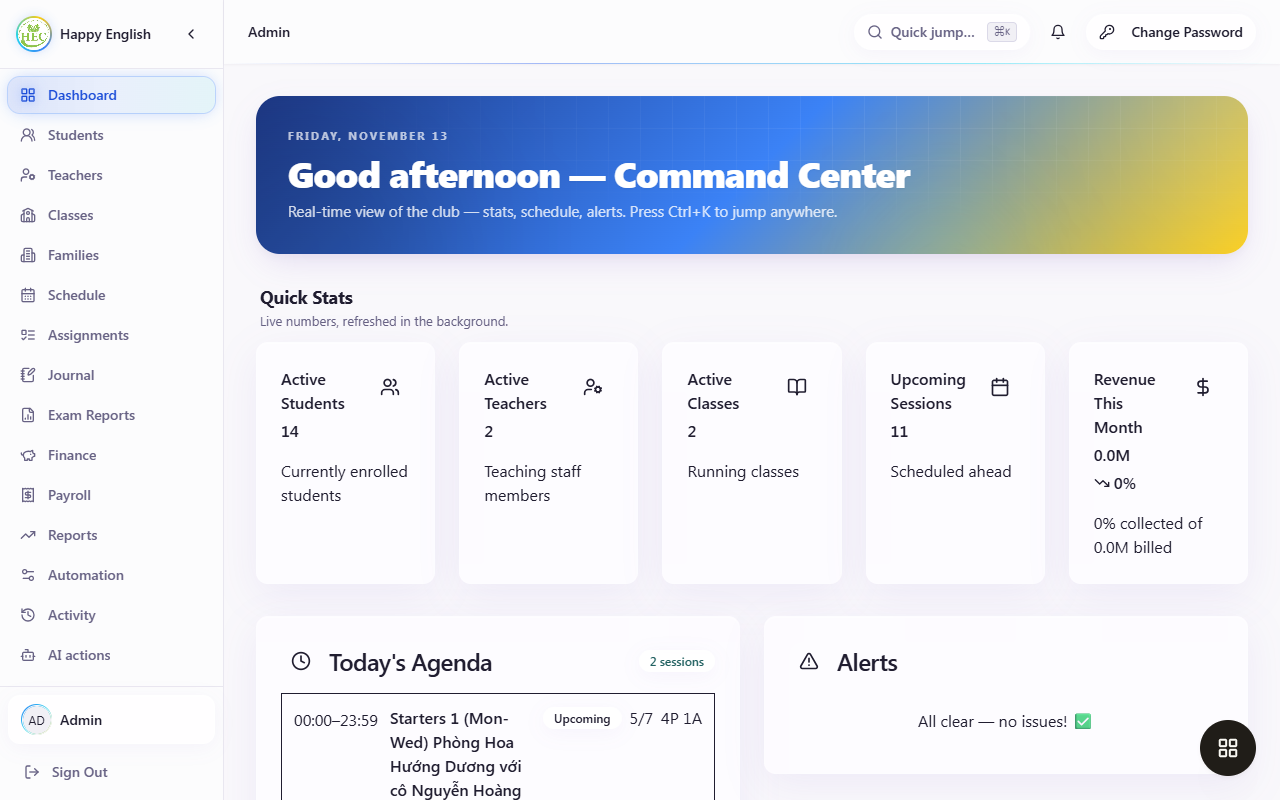 HEC
Happy English
Dashboard
Students
Teachers
Classes
Families
Schedule
Assignments
Journal
Exam Reports
Finance
Payroll
Reports
Automation
Activity
AI actions
AD
Admin
Sign Out
Admin
Quick jump...
⌘K
Change Password
FRIDAY, NOVEMBER 13
Good afternoon — Command Center
Real-time view of the club — stats, schedule, alerts. Press Ctrl+K to jump anywhere.
Quick Stats
Live numbers, refreshed in the background.
Active
Students
14
Currently enrolled
students
Active
Teachers
2
Teaching staff
members
Active
Classes
2
Running classes
Upcoming
Sessions
11
Scheduled ahead
Revenue
This
Month
0.0M
0%
0% collected of
0.0M billed
Today's Agenda
2 sessions
00:00–23:59
Starters 1 (Mon-
Wed) Phòng Hoa
Hướng Dương với
cô Nguyễn Hoàng
Upcoming
5/7 4P 1A
Alerts
All clear — no issues! ✅